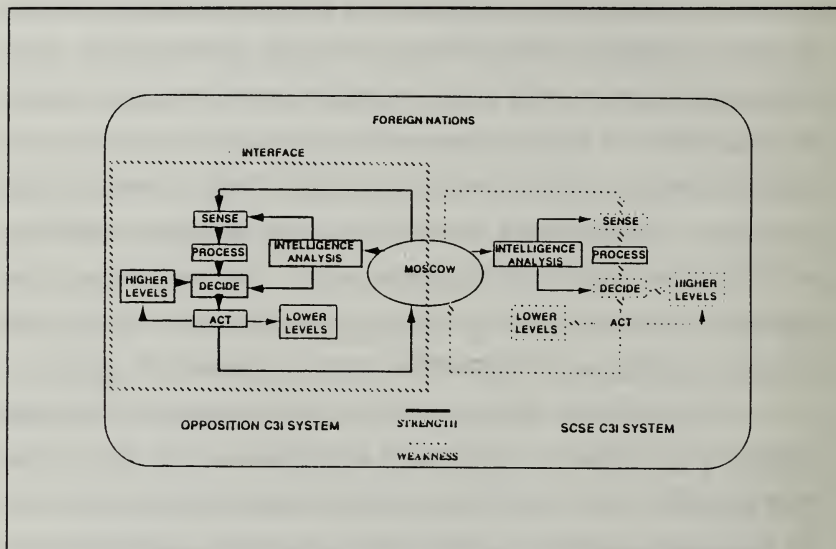 FOREIGN NATIONS
INTERFACE
SENSE
PROCESS
DECIDE
ACT
HIGHER
LEVELS
LOWER
LEVELS
INTELLIGENCE
ANALYSIS
MOSCOW
INTELLIGENCE
ANALYSIS
SENSE
PROCESS
DECIDE
HIGHER
LEVELS
LOWER
LEVELS
ACT
OPPOSITION C3I SYSTEM
STRENGTH
WEAKNESS
SCSE C3I SYSTEM